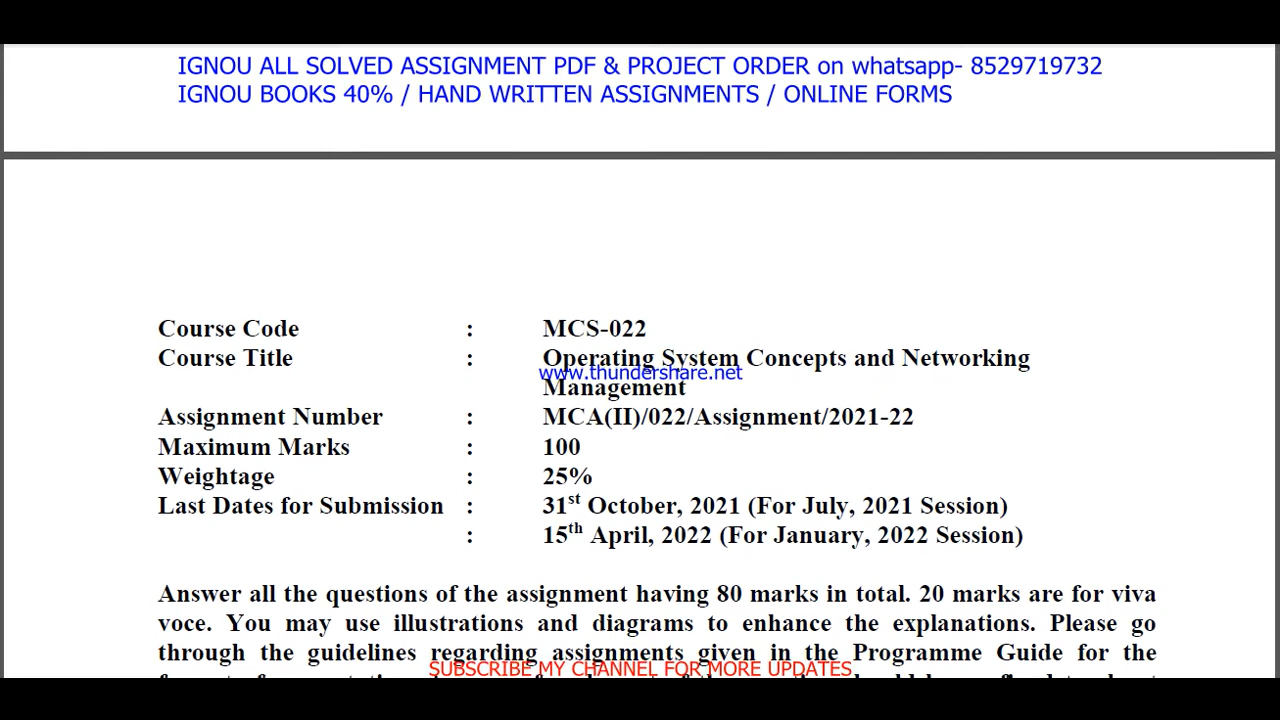 IGNOU ALL SOLVED ASSIGNMENT PDF & PROJECT ORDER on whatsapp- 8529719732
IGNOU BOOKS 40% / HAND WRITTEN ASSIGNMENTS / ONLINE FORMS
Course Code : MCS-022
Course Title : Operating System Concepts and Networking
www.thundershare.net
Management
Assignment Number : MCA(II)/022/Assignment/2021-22
Maximum Marks : 100
Weightage : 25%
Last Dates for Submission : 31st October, 2021 (For July, 2021 Session)
: 15th April, 2022 (For January, 2022 Session)
Answer all the questions of the assignment having 80 marks in total. 20 marks are for viva
voce. You may use illustrations and diagrams to enhance the explanations. Please go
through the guidelines regarding assignments given in the Programme Guide for the
SUBSCRIBE MY CHANNEL FOR MORE UPDATES